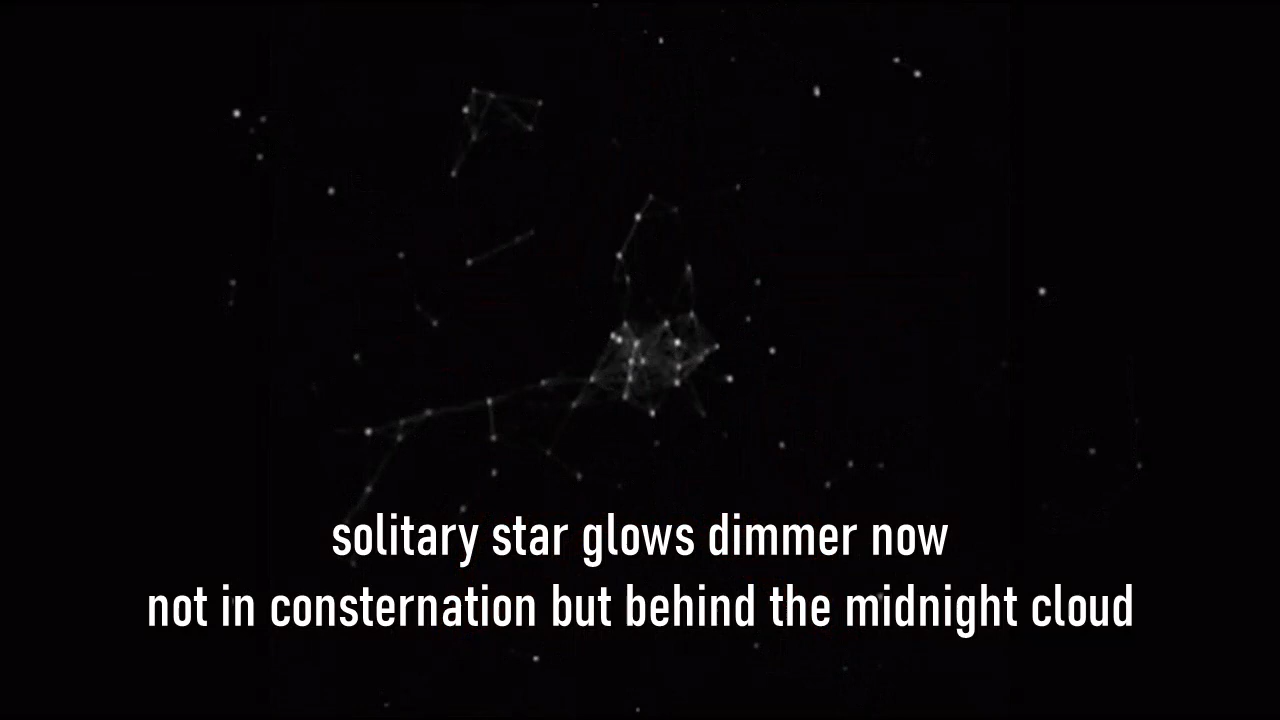 solitary star glows dimmer now
not in consternation but behind the midnight cloud